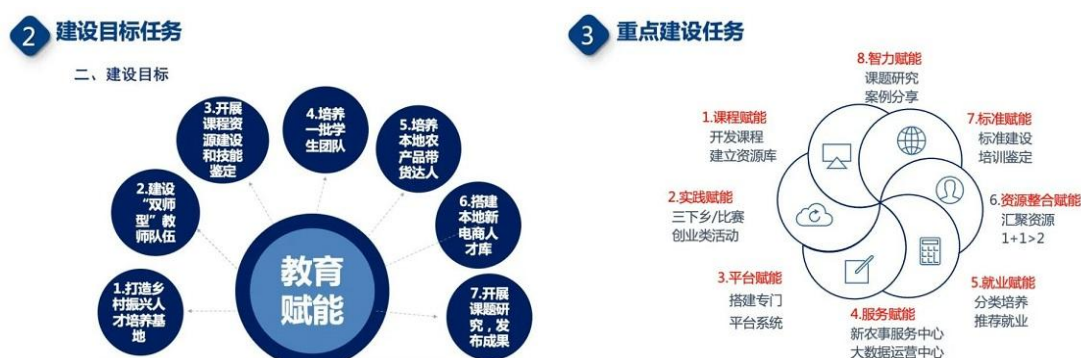 2 建设目标任务
二、建设目标
1.打造乡
村振兴人
才培养基
地
2.建设
“双师
型”教
师队伍
3.开展
课程资
源建设
和技能
鉴定
4.培养
一批学
生团队
5.培养
本地农
产品带
货达人
6.搭建
本地新
电商人
才库
7.开展
课题研
究，发
布成果
教育
赋能
3 重点建设任务
1.课程赋能
开发课程
建立资源库
2.实践赋能
三下乡/比赛
创业类活动
3.平台赋能
搭建专门
平台系统
4.服务赋能
新农事服务中心
大数据运营中心
5.就业赋能
分类培养
推荐就业
6.资源整合赋能
汇聚资源
1+1>2
7.标准赋能
标准建设
培训鉴定
8.智力赋能
课题研究
案例分享